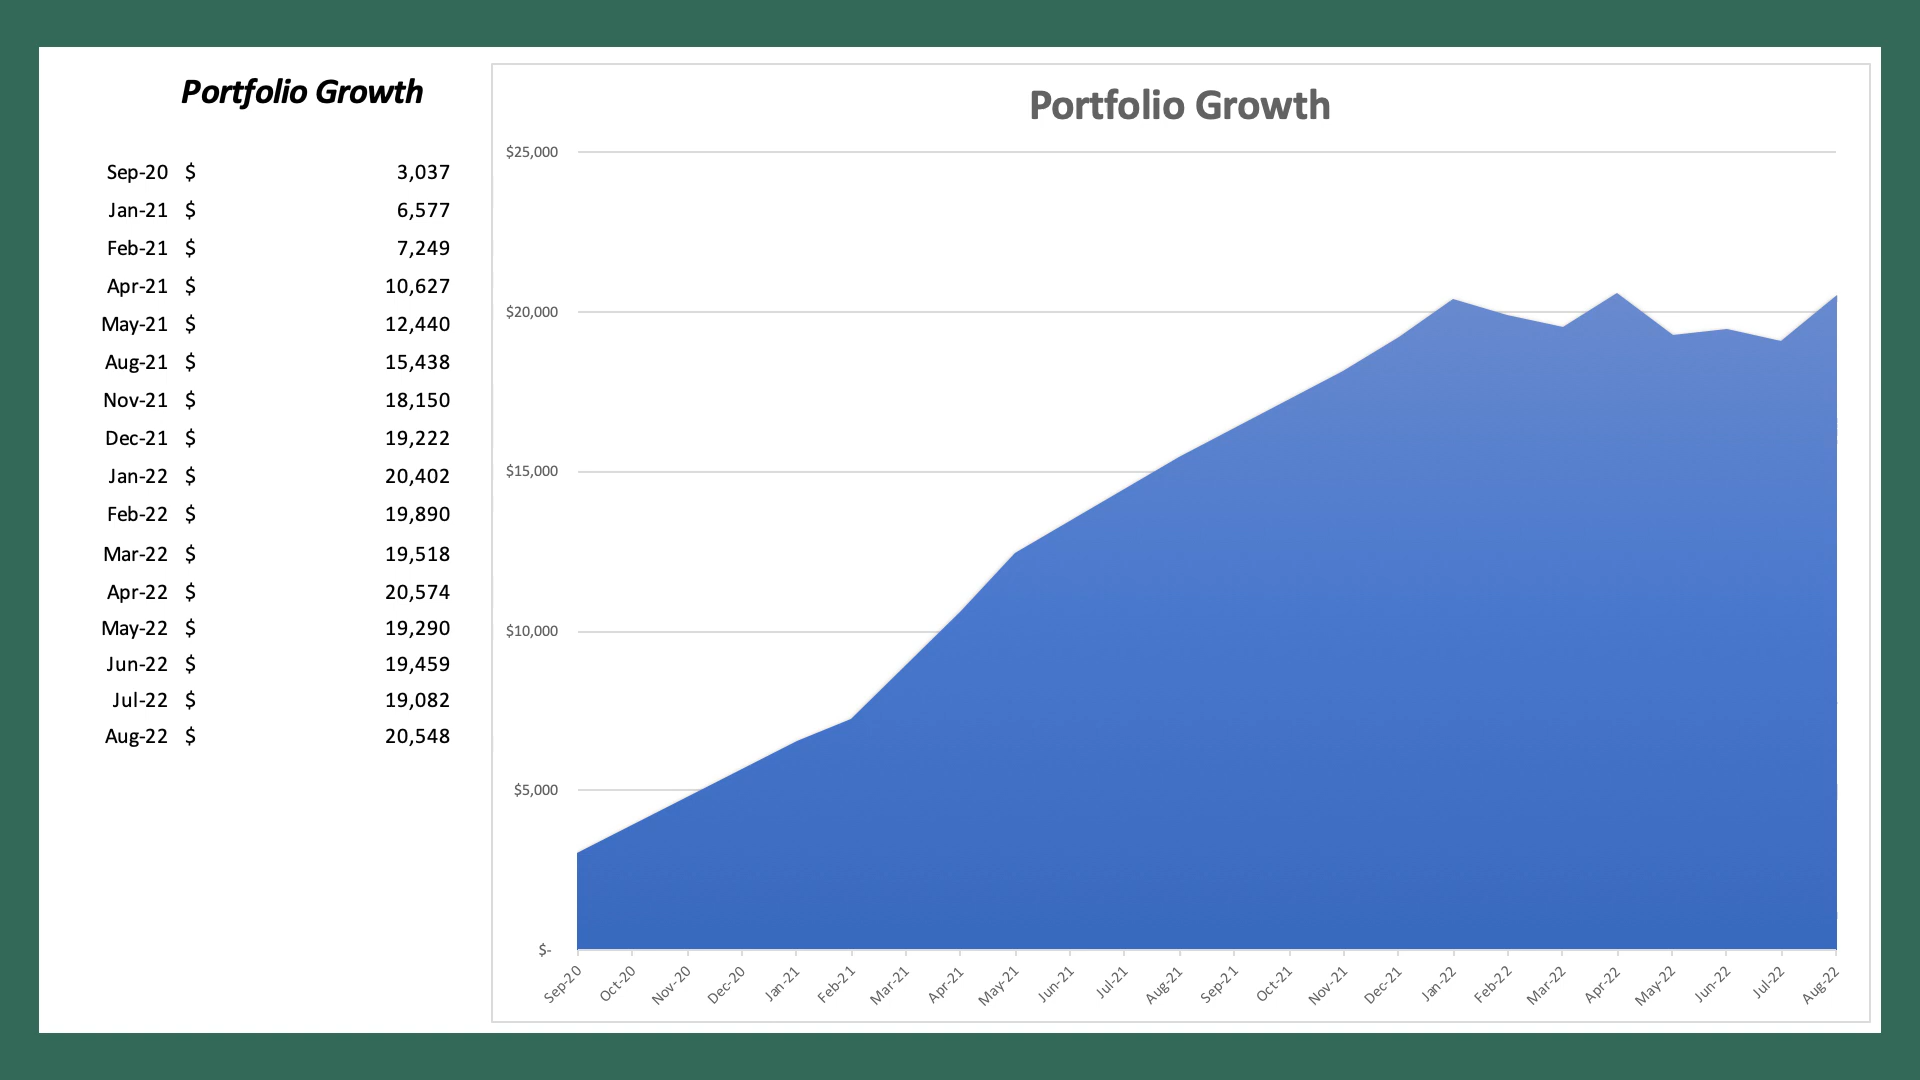 Portfolio Growth
Sep-20 $ 3,037
Jan-21 $ 6,577
Feb-21 $ 7,249
Apr-21 $ 10,627
May-21 $ 12,440
Aug-21 $ 15,438
Nov-21 $ 18,150
Dec-21 $ 19,222
Jan-22 $ 20,402
Feb-22 $ 19,890
Mar-22 $ 19,518
Apr-22 $ 20,574
May-22 $ 19,290
Jun-22 $ 19,459
Jul-22 $ 19,082
Aug-22 $ 20,548
Portfolio Growth
$25,000
$20,000
$15,000
$10,000
$5,000
$-
Sep-20 Oct-20 Nov-20 Dec-20 Jan-21 Feb-21 Mar-21 Apr-21 May-21 Jun-21 Jul-21 Aug-21 Sep-21 Oct-21 Nov-21 Dec-21 Jan-22 Feb-22 Mar-22 Apr-22 May-22 Jun-22 Jul-22 Aug-22